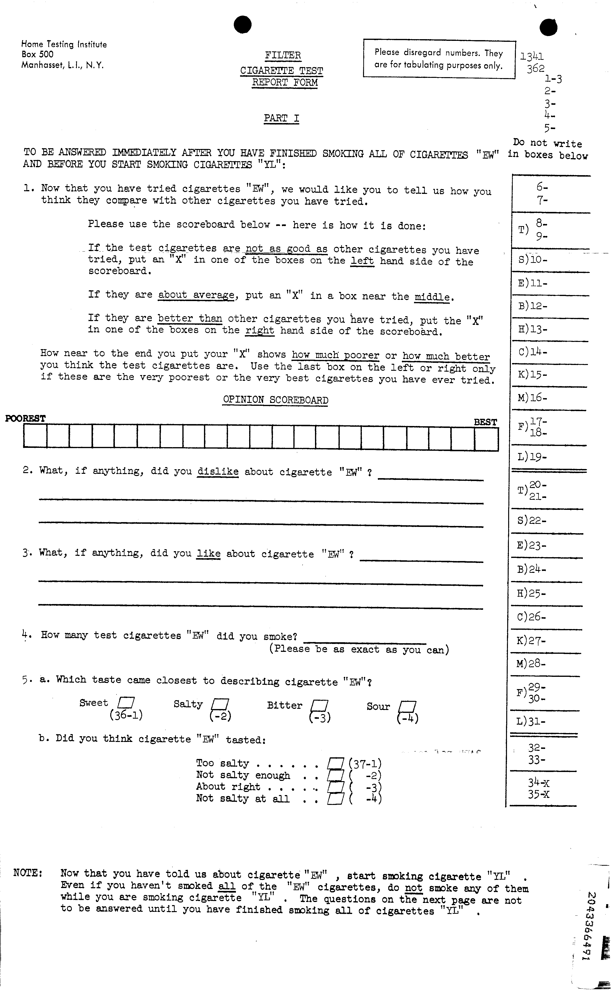 Home Testing Institute
Box 500
Manhasset, L.I., N.Y.
FILTER
CIGARETTE TEST
REPORT FORM
Please disregard numbers. They
are for tabulating purposes only.
1341
362
1-3
2-
3-
4-
5-
PART I
Do not write
in boxes below
TO BE ANSWERED IMMEDIATELY AFTER YOU HAVE FINISHED SMOKING ALL OF CIGARETTES "EW"
AND BEFORE YOU START SMOKING CIGARETTES "YL":
1. Now that you have tried cigarettes "EW", we would like you to tell us how you
think they compare with other cigarettes you have tried.
Please use the scoreboard below -- here is how it is done:
If the test cigarettes are not as good as other cigarettes you have
tried, put an "X" in one of the boxes on the left hand side of the
scoreboard.
If they are about average, put an "X" in a box near the middle.
If they are better than other cigarettes you have tried, put the "X"
in one of the boxes on the right hand side of the scoreboard.
How near to the end you put your "X" shows how much poorer or how much better
you think the test cigarettes are. Use the last box on the left or right only
if these are the very poorest or the very best cigarettes you have ever tried.
OPINION SCOREBOARD
POOREST
BEST
2. What, if anything, did you dislike about cigarette "EW" ?
3. What, if anything, did you like about cigarette "EW" ?
4. How many test cigarettes "EW" did you smoke?
(Please be as exact as you can)
5. a. Which taste came closest to describing cigarette "EW"?
Sweet Salty Bitter Sour
(36-1) (-2) (-3) (-4)
b. Did you think cigarette "EW" tasted:
Too salty . . . . . . (37-1)
Not salty enough . . ( -2)
About right . . . . . ( -3)
Not salty at all . . ( -4)
6-
7-
T) 8-
9-
S)10-
E)11-
B)12-
H)13-
C)14-
K)15-
M)16-
F)17-
18-
L)19-
T)20-
21-
S)22-
E)23-
B)24-
H)25-
C)26-
K)27-
M)28-
F)29-
30-
L)31-
32-
33-
34-X
35-X
NOTE: Now that you have told us about cigarette "EW" , start smoking cigarette "YL" .
Even if you haven't smoked all of the "EW" cigarettes, do not smoke any of them
while you are smoking cigarette "YL" . The questions on the next page are not
to be answered until you have finished smoking all of cigarettes "YL" .
2043366491